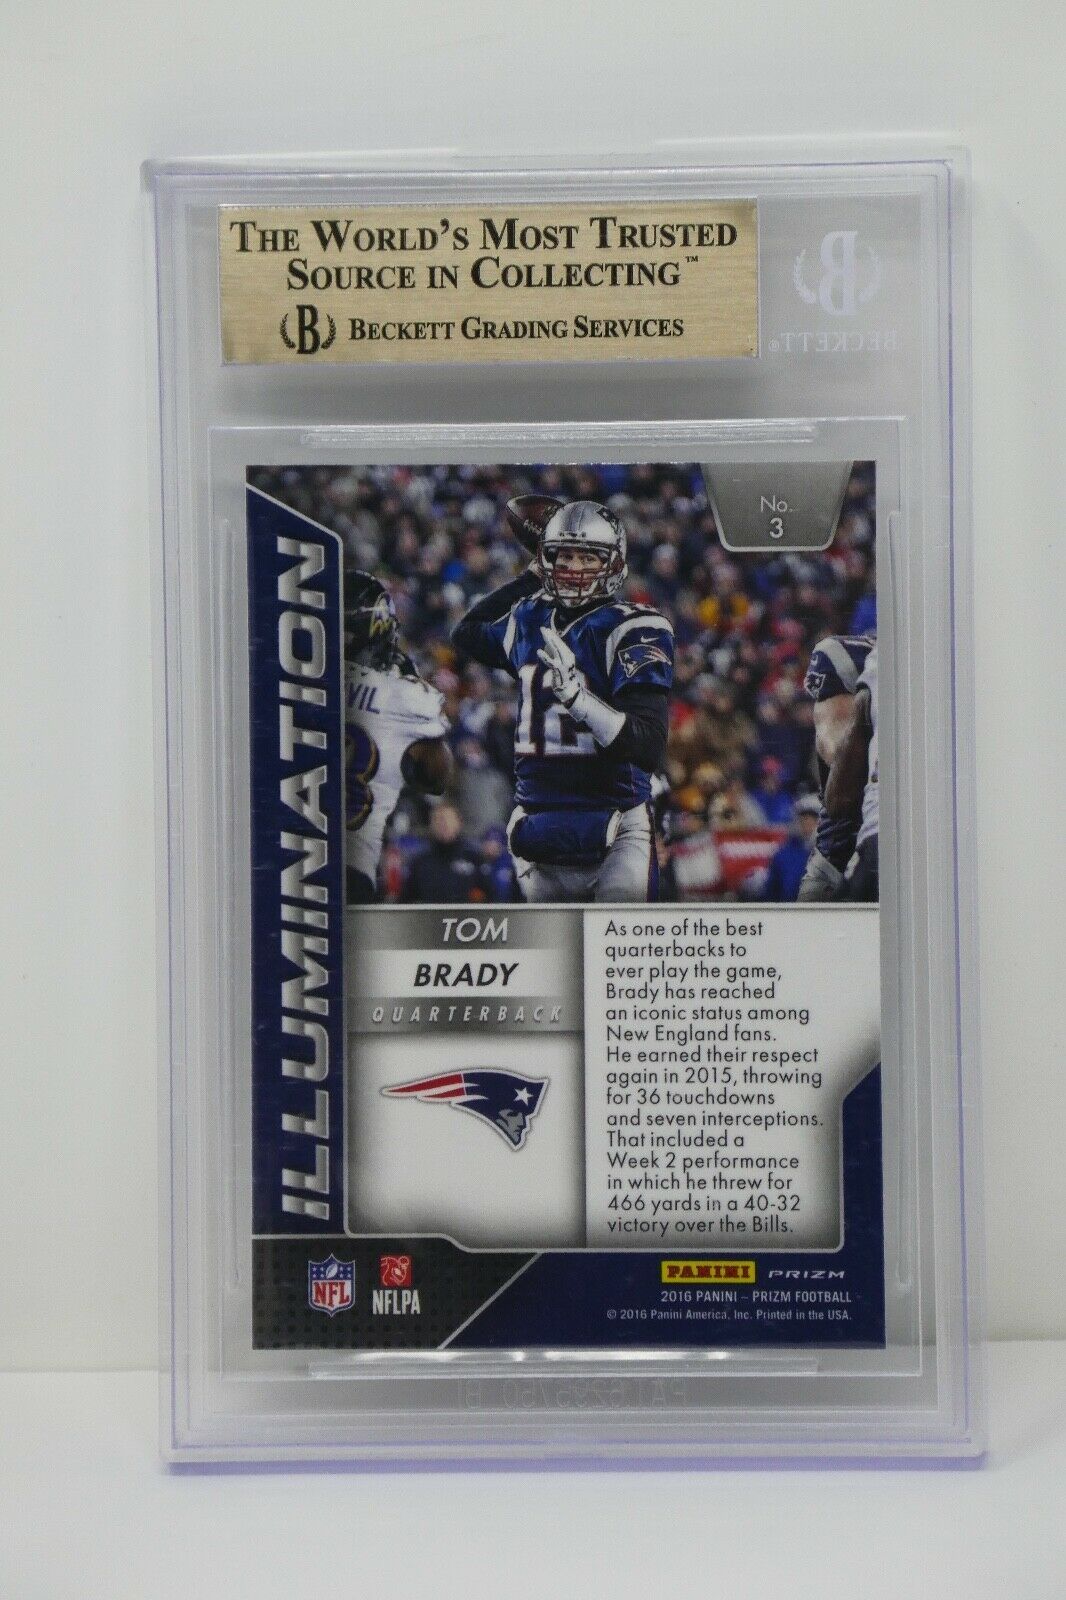 THE WORLD'S MOST TRUSTED
SOURCE IN COLLECTING™
B BECKETT GRADING SERVICES
B
BECKETT®
No.
3
ILLUMINATION
VIL
12
TOM
BRADY
QUARTERBACK
As one of the best
quarterbacks to
ever play the game,
Brady has reached
an iconic status among
New England fans.
He earned their respect
again in 2015, throwing
for 36 touchdowns
and seven interceptions.
That included a
Week 2 performance
in which he threw for
466 yards in a 40-32
victory over the Bills.
NFL
NFLPA
PANINI PRIZM
2016 PANINI – PRIZM FOOTBALL
© 2016 Panini America, Inc. Printed in the USA.